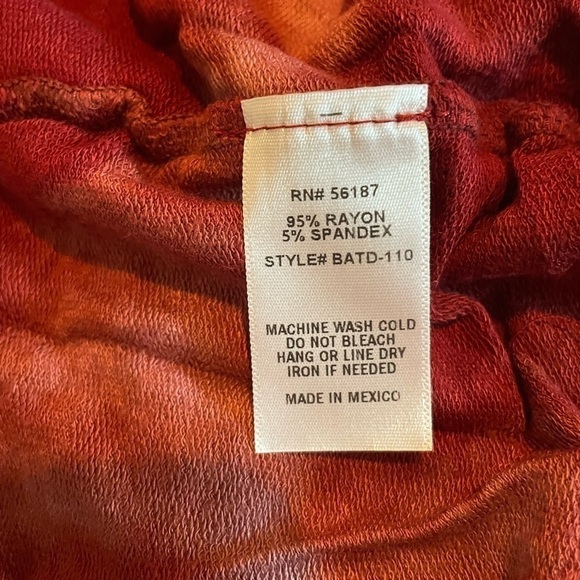 RN# 56187
95% RAYON
5% SPANDEX
STYLE# BATD-110
MACHINE WASH COLD
DO NOT BLEACH
HANG OR LINE DRY
IRON IF NEEDED
MADE IN MEXICO